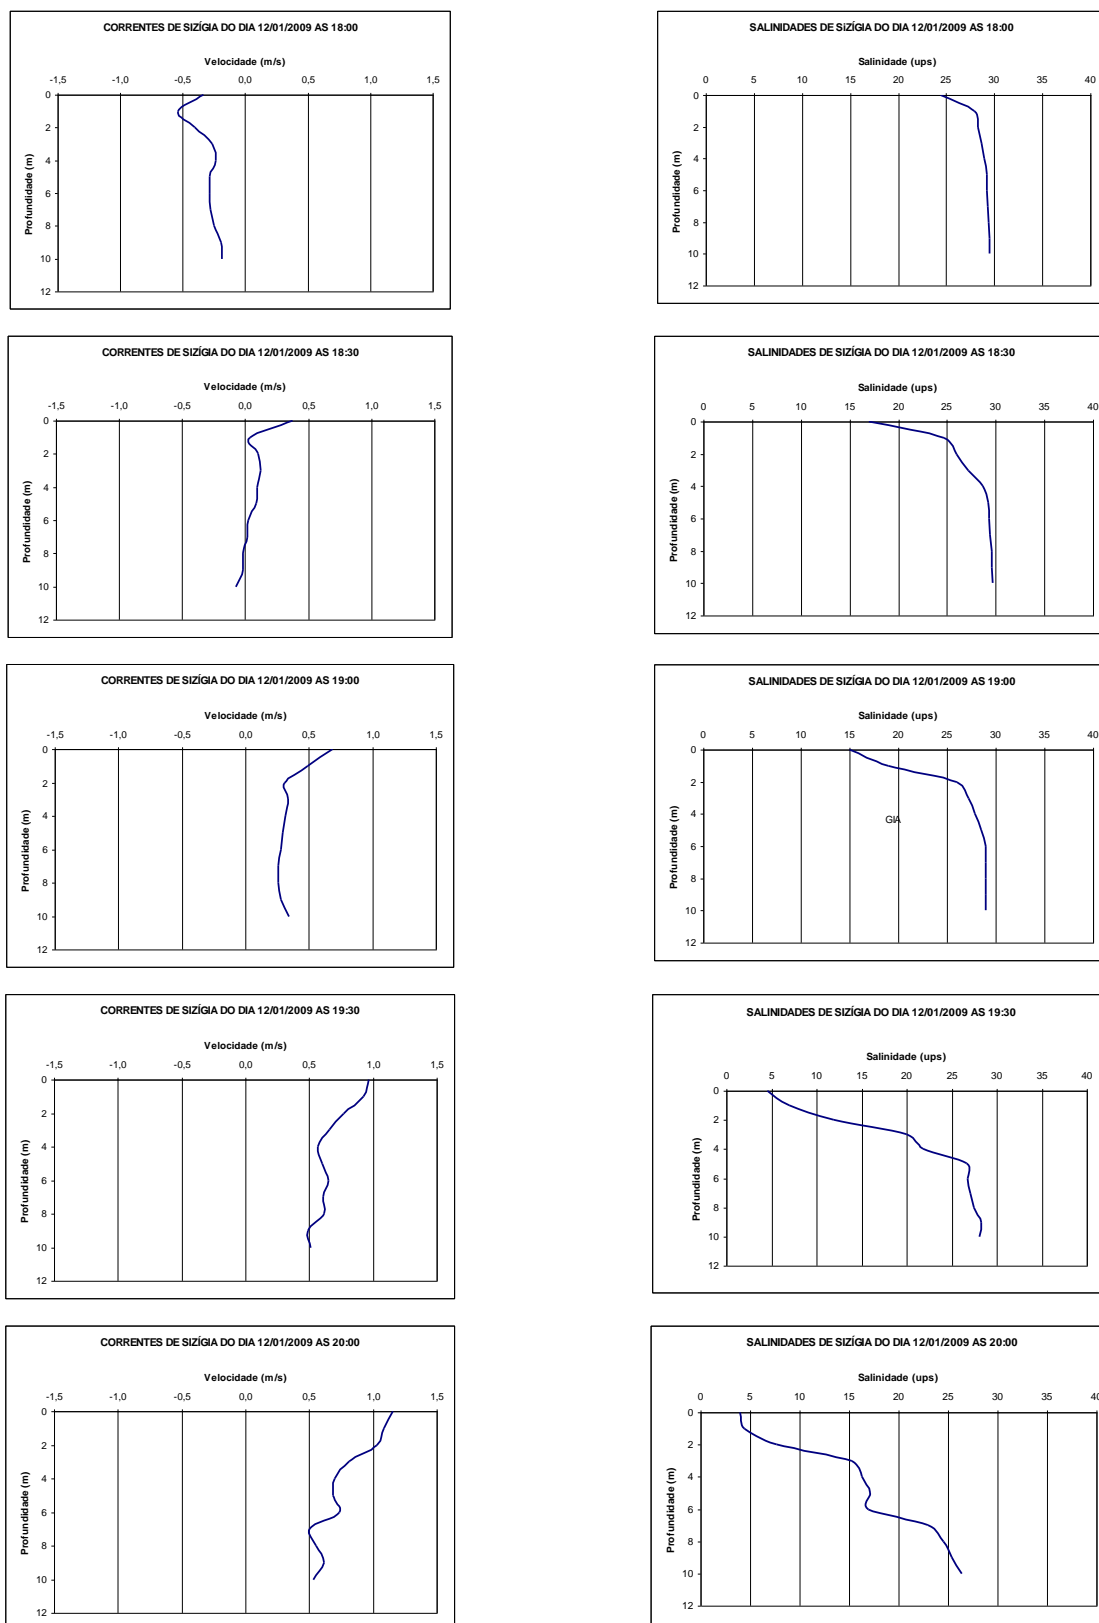 CORRENTES DE SIZÍGIA DO DIA 12/01/2009 AS 18:00
Velocidade (m/s)
-1,5 -1,0 -0,5 0,0 0,5 1,0 1,5
0
2
4
6
8
10
12
Profundidade (m)
SALINIDADES DE SiZÍGIA DO DIA 12/01/2009 AS 18:00
Salinidade (ups)
0 5 10 15 20 25 30 35 40
0
2
4
6
8
10
12
Profundidade (m)
CORRENTES DE SIZÍGIA DO DIA 12/01/2009 AS 18:30
Velocidade (m/s)
-1,5 -1,0 -0,5 0,0 0,5 1,0 1,5
0
2
4
6
8
10
12
Profundidade (m)
SALINIDADES DE SIZÍGIA DO DIA 12/01/2009 AS 18:30
Salinidade (ups)
0 5 10 15 20 25 30 35 40
0
2
4
6
8
10
12
Profundidade (m)
CORRENTES DE SIZÍGIA DO DIA 12/01/2009 AS 19:00
Velocidade (m/s)
-1,5 -1,0 -0,5 0,0 0,5 1,0 1,5
0
2
4
6
8
10
12
Profundidade (m)
SALINIDADES DE SIZÍGIA DO DIA 12/01/2009 AS 19:00
Salinidade (ups)
0 5 10 15 20 25 30 35 40
0
2
4
6
8
10
12
Profundidade (m)
GIA
CORRENTES DE SIZÍGIA DO DIA 12/01/2009 AS 19:30
Velocidade (m/s)
-1,5 -1,0 -0,5 0,0 0,5 1,0 1,5
0
2
4
6
8
10
12
Profundidade (m)
SALINIDADES DE SIZÍGIA DO DIA 12/01/2009 AS 19:30
Salinidade (ups)
0 5 10 15 20 25 30 35 40
0
2
4
6
8
10
12
Profundidade (m)
CORRENTES DE SIZÍGIA DO DIA 12/01/2009 AS 20:00
Velocidade (m/s)
-1,5 -1,0 -0,5 0,0 0,5 1,0 1,5
0
2
4
6
8
10
12
Profundidade (m)
SALINIDADES DE SIZÍGIA DO DIA 12/01/2009 AS 20:00
Salinidade (ups)
0 5 10 15 20 25 30 35 40
0
2
4
6
8
10
12
Profundidade (m)